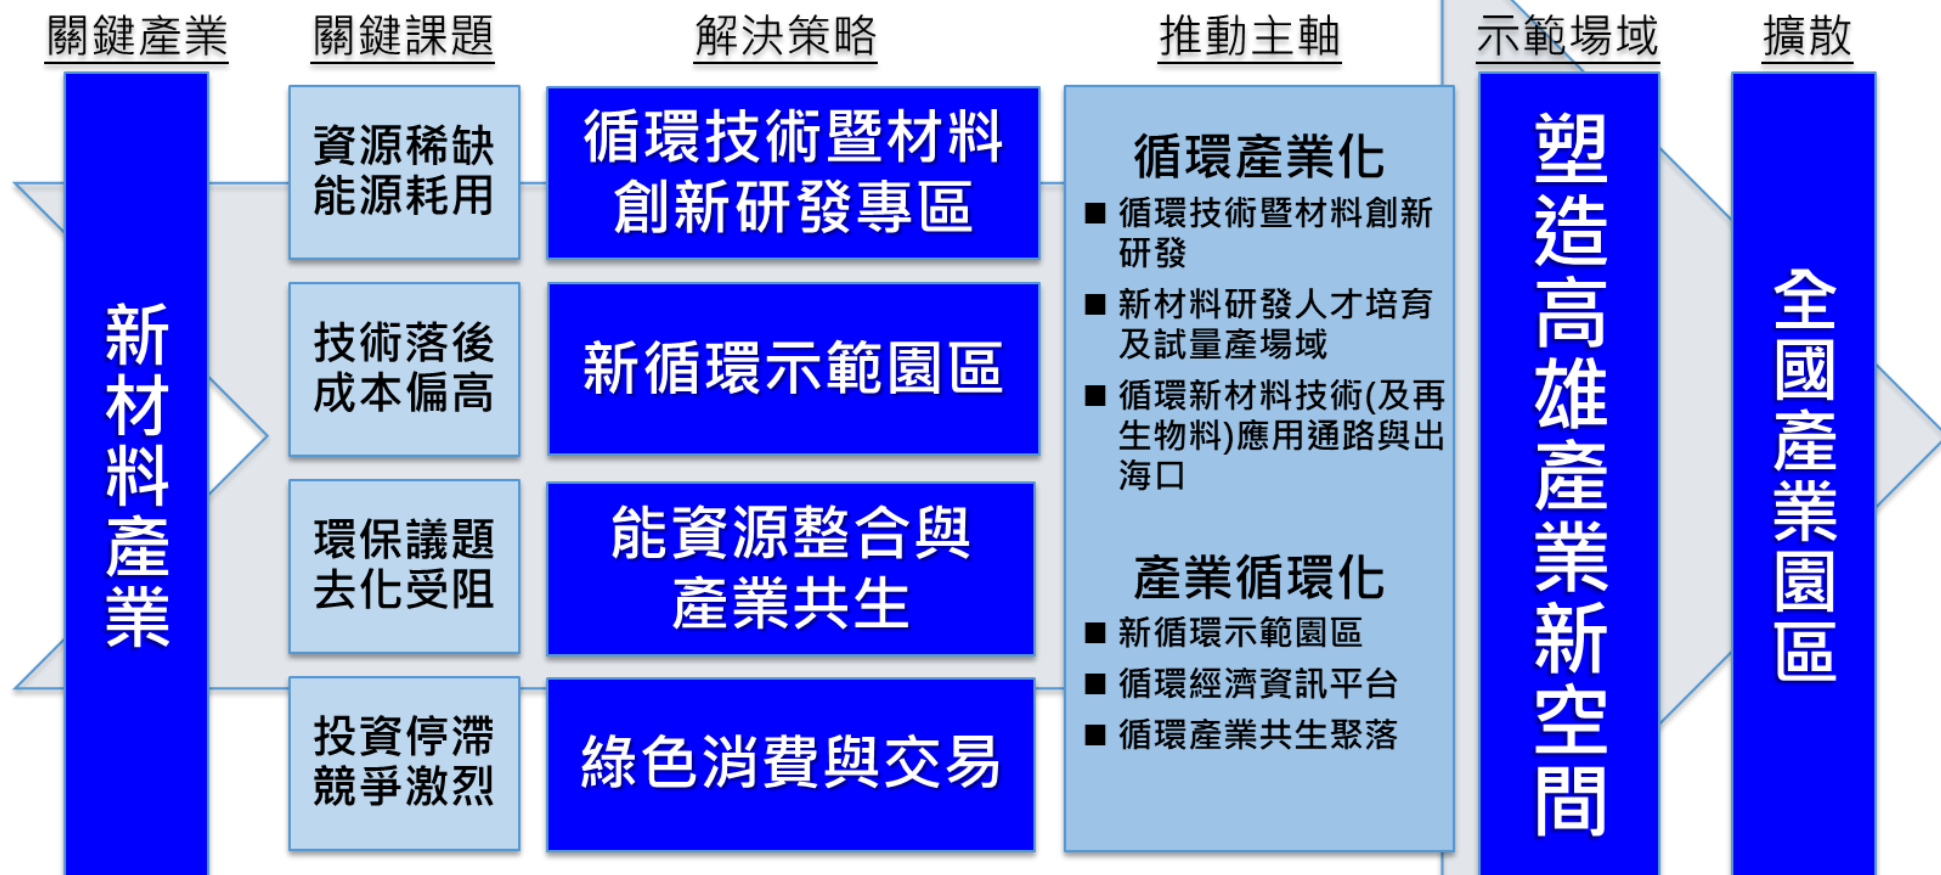 關鍵產業
關鍵課題
解決策略
推動主軸
示範場域
擴散
新材料產業
資源稀缺
能源耗用
技術落後
成本偏高
環保議題
去化受阻
投資停滯
競爭激烈
循環技術暨材料
創新研發專區
新循環示範園區
能資源整合與
產業共生
綠色消費與交易
循環產業化
■ 循環技術暨材料創新
研發
■ 新材料研發人才培育
及試量產場域
■ 循環新材料技術(及再
生物料)應用通路與出
海口
產業循環化
■ 新循環示範園區
■ 循環經濟資訊平台
■ 循環產業共生聚落
塑造高雄產業新空間
全國產業園區